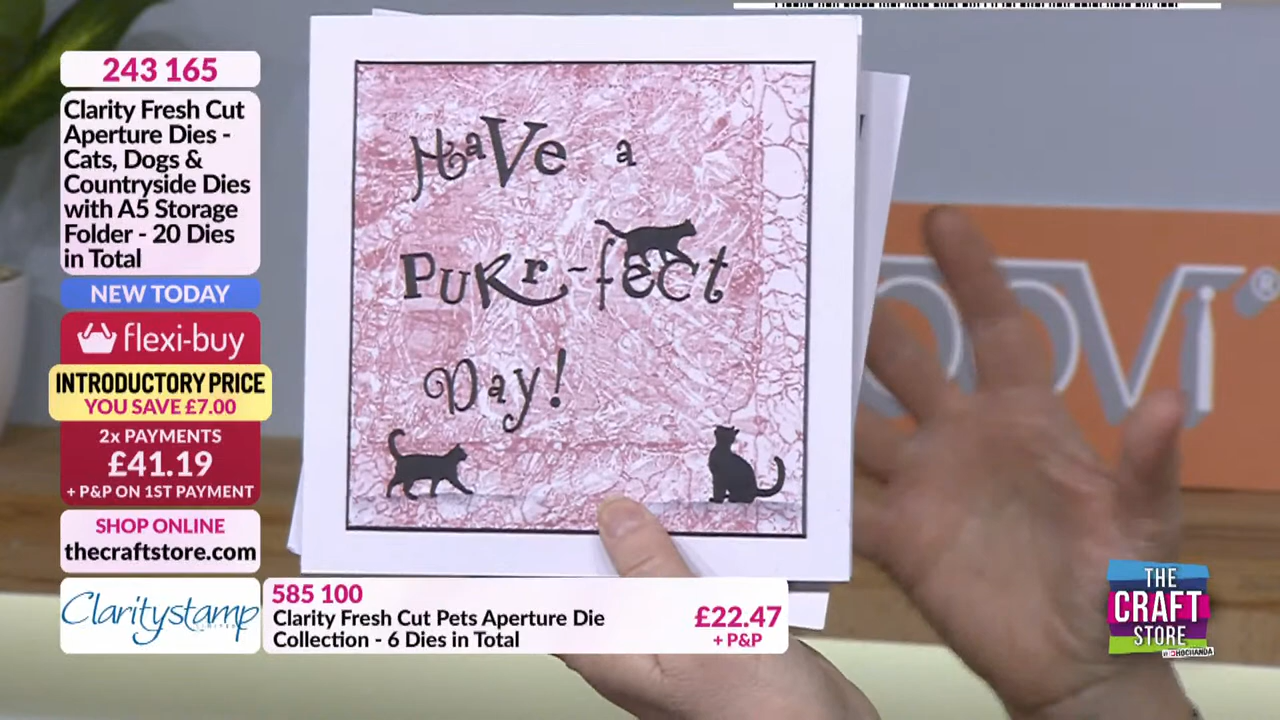 243 165
Clarity Fresh Cut
Aperture Dies -
Cats, Dogs &
Countryside Dies
with A5 Storage
Folder - 20 Dies
in Total
NEW TODAY
flexi-buy
INTRODUCTORY PRICE
YOU SAVE £7.00
2x PAYMENTS
£41.19
+ P&P ON 1ST PAYMENT
SHOP ONLINE
thecraftstore.com
Claritystamp
LIMITED
585 100
Clarity Fresh Cut Pets Aperture Die
Collection - 6 Dies in Total
£22.47
+ P&P
HaVe a
PuRr-fect
Day!
OOVi®
THE
CRAFT
STORE
HOCHANDA